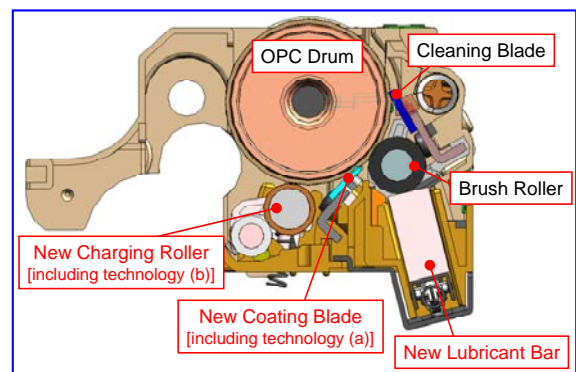 OPC Drum
Cleaning Blade
Brush Roller
New Charging Roller
[including technology (b)]
New Coating Blade
[including technology (a)]
New Lubricant Bar